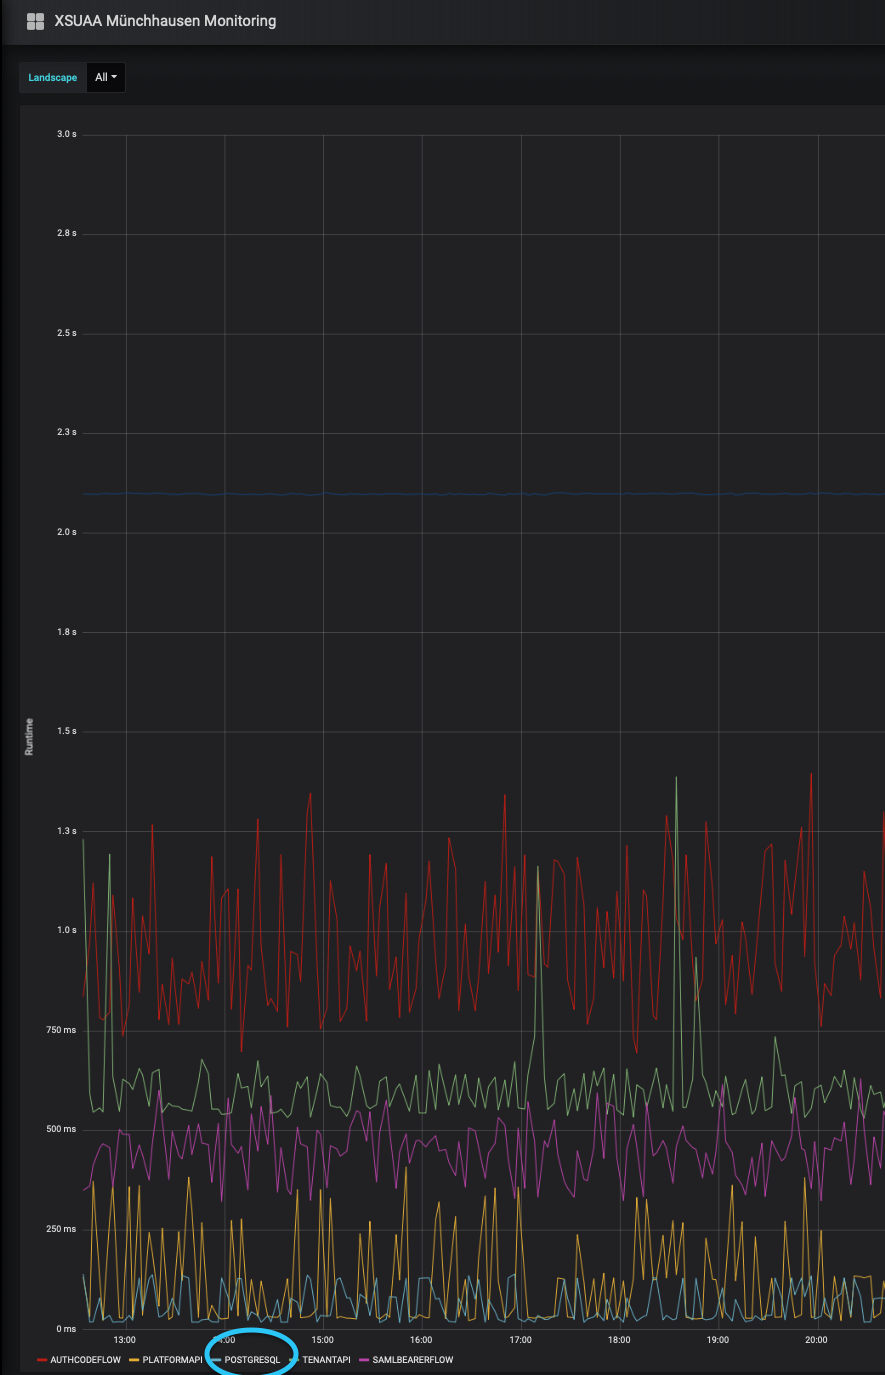 XSUAA Münchhausen Monitoring
Landscape All
3.0 s
2.8 s
2.5 s
2.3 s
2.0 s
1.8 s
1.5 s
1.3 s
1.0 s
750 ms
500 ms
250 ms
0 ms
Runtime
13:00 14:00 15:00 16:00 17:00 18:00 19:00 20:00
AUTHCODEFLOW PLATFORMAPI POSTGRESQL TENANTAPI SAMLBEARERFLOW